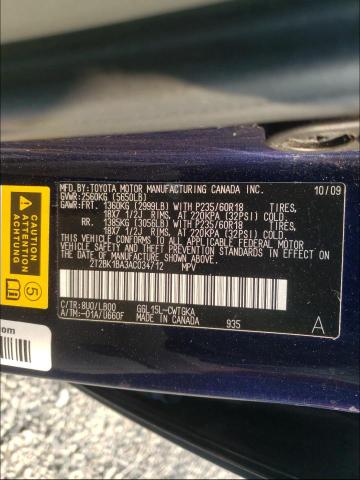 MFD.BY:TOYOTA MOTOR MANUFACTURING CANADA INC. 10/09
GVWR:2560KG (5650LB)
GAWR:FRT. 1360KG (2999LB)WITH P235/60R18 TIRES,
18X7 1/2J RIMS, AT 220KPA (32PSI) COLD.
RR. 1385KG (3055LB)WITH P235/60R18 TIRES,
18X7 1/2J RIMS, AT 220KPA (32PSI) COLD.
THIS VEHICLE CONFORMS TO ALL APPLICABLE FEDERAL MOTOR
VEHICLE SAFETY AND THEFT PREVENTION STANDARDS IN EFFECT ON
THE DATE OF MANUFACTURE SHOWN ABOVE.
2T2BK1BA3AC034712 MPV
C/TR:8U0/LB00 GGL15L-CWTGKA
A/TM:-01A/U660F MADE IN CANADA 935 A
5
om